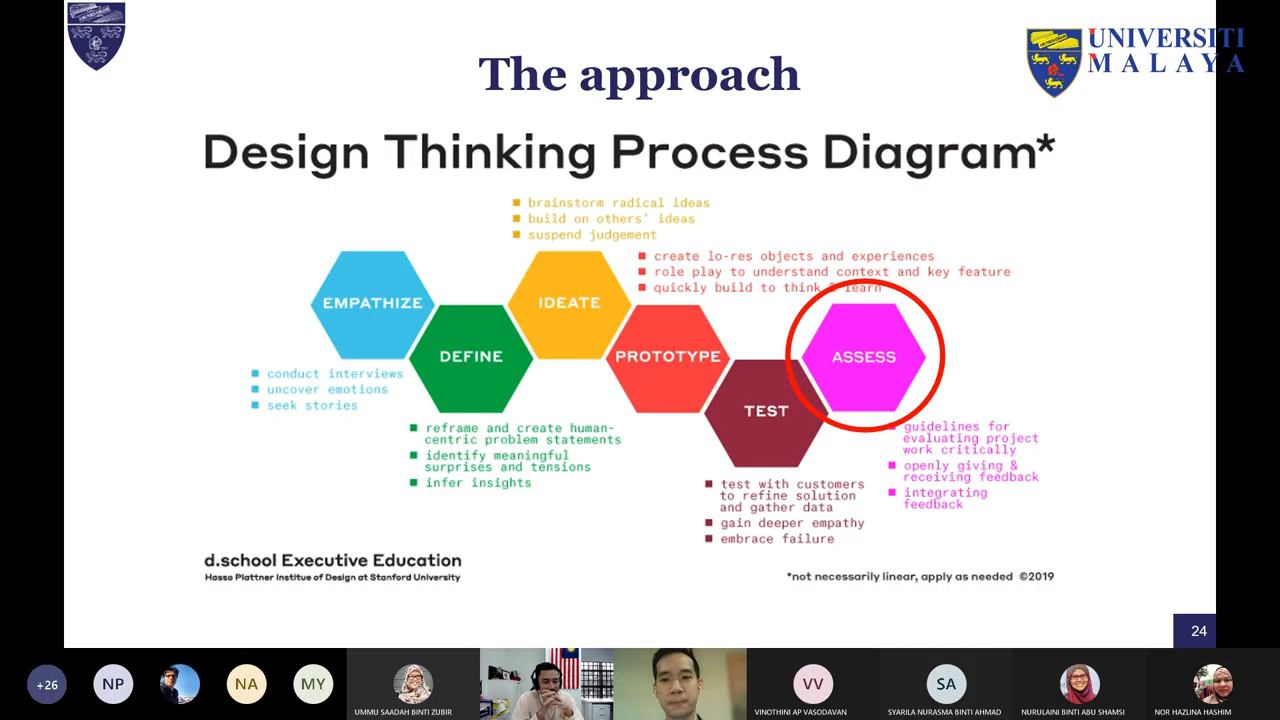 UNIVERSITI
MALAYA
The approach
Design Thinking Process Diagram*
brainstorm radical ideas
build on others' ideas
suspend judgement
create lo-res objects and experiences
role play to understand context and key feature
quickly build to think & learn
EMPATHIZE
DEFINE
IDEATE
PROTOTYPE
TEST
ASSESS
conduct interviews
uncover emotions
seek stories
reframe and create human-
centric problem statements
identify meaningful
surprises and tensions
infer insights
test with customers
to refine solution
and gather data
gain deeper empathy
embrace failure
guidelines for
evaluating project
work critically
openly giving &
receiving feedback
integrating
feedback
d.school Executive Education
Hasso Plattner Institue of Design at Stanford University
*not necessarily linear, apply as needed ©2019
24
+26
NP
NA
MY
UMMU SAADAH BINTI ZUBIR
VV
VINOTHINI AP VASODAVAN
SA
SYARILA NURASMA BINTI AHMAD
NURULAINI BINTI ABU SHAMSI
NOR HAZLINA HASHIM